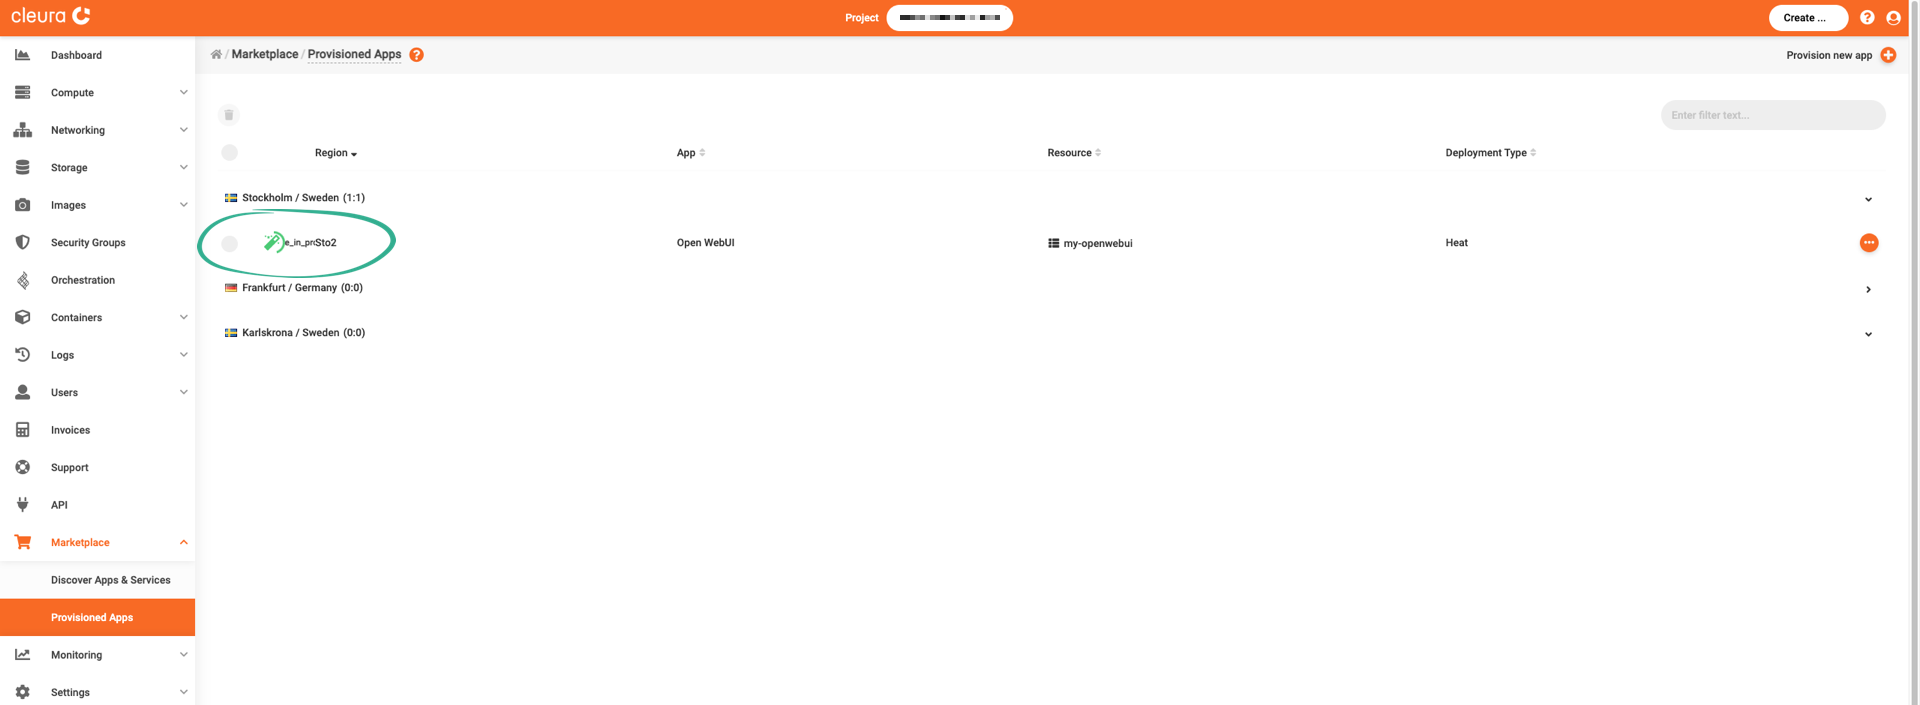 cleura
Project
Create ...
Dashboard
Compute
Networking
Storage
Images
Security Groups
Orchestration
Containers
Logs
Users
Invoices
Support
API
Marketplace
Discover Apps & Services
Provisioned Apps
Monitoring
Settings
/ Marketplace / Provisioned Apps ?
Provision new app
Enter filter text...
Region App Resource Deployment Type
Stockholm / Sweden (1:1)
e_in_prSto2 Open WebUI my-openwebui Heat
Frankfurt / Germany (0:0)
Karlskrona / Sweden (0:0)